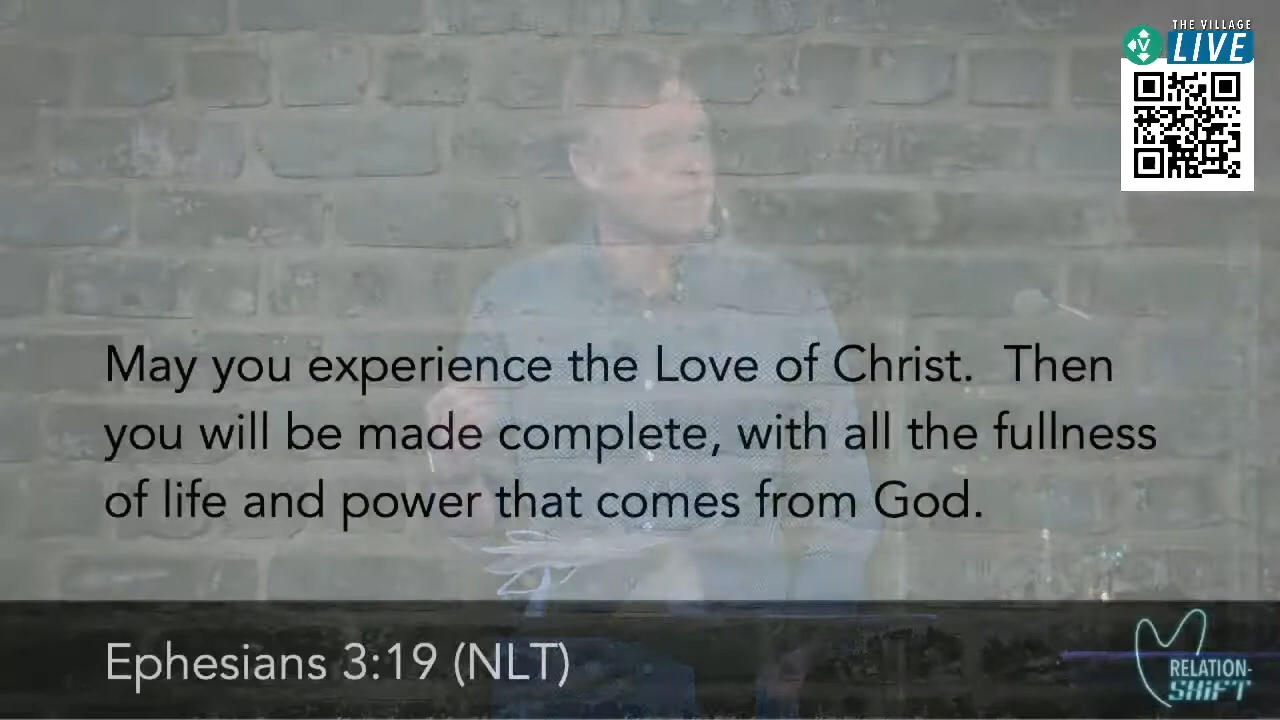 THE VILLAGE
LIVE
May you experience the Love of Christ.  Then
you will be made complete, with all the fullness
of life and power that comes from God.
Ephesians 3:19 (NLT)
RELATION-
SHIFT